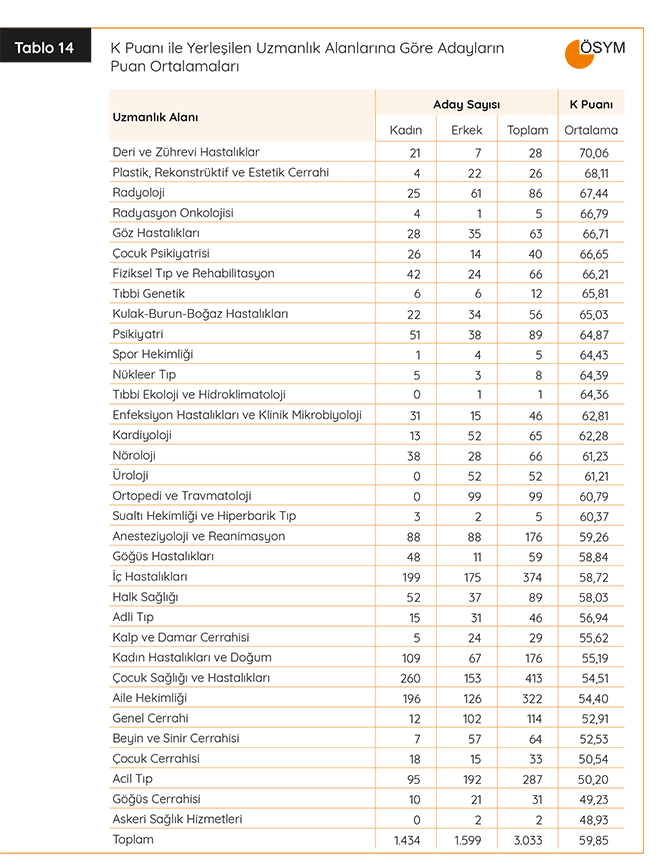 Tablo 14
K Puanı ile Yerleşilen Uzmanlık Alanlarına Göre Adayların
Puan Ortalamaları
ÖSYM
Uzmanlık Alanı Aday Sayısı K Puanı
Kadın Erkek Toplam Ortalama
Deri ve Zührevi Hastalıklar 21 7 28 70,06
Plastik, Rekonstrüktif ve Estetik Cerrahi 4 22 26 68,11
Radyoloji 25 61 86 67,44
Radyasyon Onkolojisi 4 1 5 66,79
Göz Hastalıkları 28 35 63 66,71
Çocuk Psikiyatrisi 26 14 40 66,65
Fiziksel Tıp ve Rehabilitasyon 42 24 66 66,21
Tıbbi Genetik 6 6 12 65,81
Kulak-Burun-Boğaz Hastalıkları 22 34 56 65,03
Psikiyatri 51 38 89 64,87
Spor Hekimliği 1 4 5 64,43
Nükleer Tıp 5 3 8 64,39
Tıbbi Ekoloji ve Hidroklimatoloji 0 1 1 64,36
Enfeksiyon Hastalıkları ve Klinik Mikrobiyoloji 31 15 46 62,81
Kardiyoloji 13 52 65 62,28
Nöroloji 38 28 66 61,23
Üroloji 0 52 52 61,21
Ortopedi ve Travmatoloji 0 99 99 60,79
Sualtı Hekimliği ve Hiperbarik Tıp 3 2 5 60,37
Anesteziyoloji ve Reanimasyon 88 88 176 59,26
Göğüs Hastalıkları 48 11 59 58,84
İç Hastalıkları 199 175 374 58,72
Halk Sağlığı 52 37 89 58,03
Adli Tıp 15 31 46 56,94
Kalp ve Damar Cerrahisi 5 24 29 55,62
Kadın Hastalıkları ve Doğum 109 67 176 55,19
Çocuk Sağlığı ve Hastalıkları 260 153 413 54,51
Aile Hekimliği 196 126 322 54,40
Genel Cerrahi 12 102 114 52,91
Beyin ve Sinir Cerrahisi 7 57 64 52,53
Çocuk Cerrahisi 18 15 33 50,54
Acil Tıp 95 192 287 50,20
Göğüs Cerrahisi 10 21 31 49,23
Askeri Sağlık Hizmetleri 0 2 2 48,93
Toplam 1.434 1.599 3.033 59,85